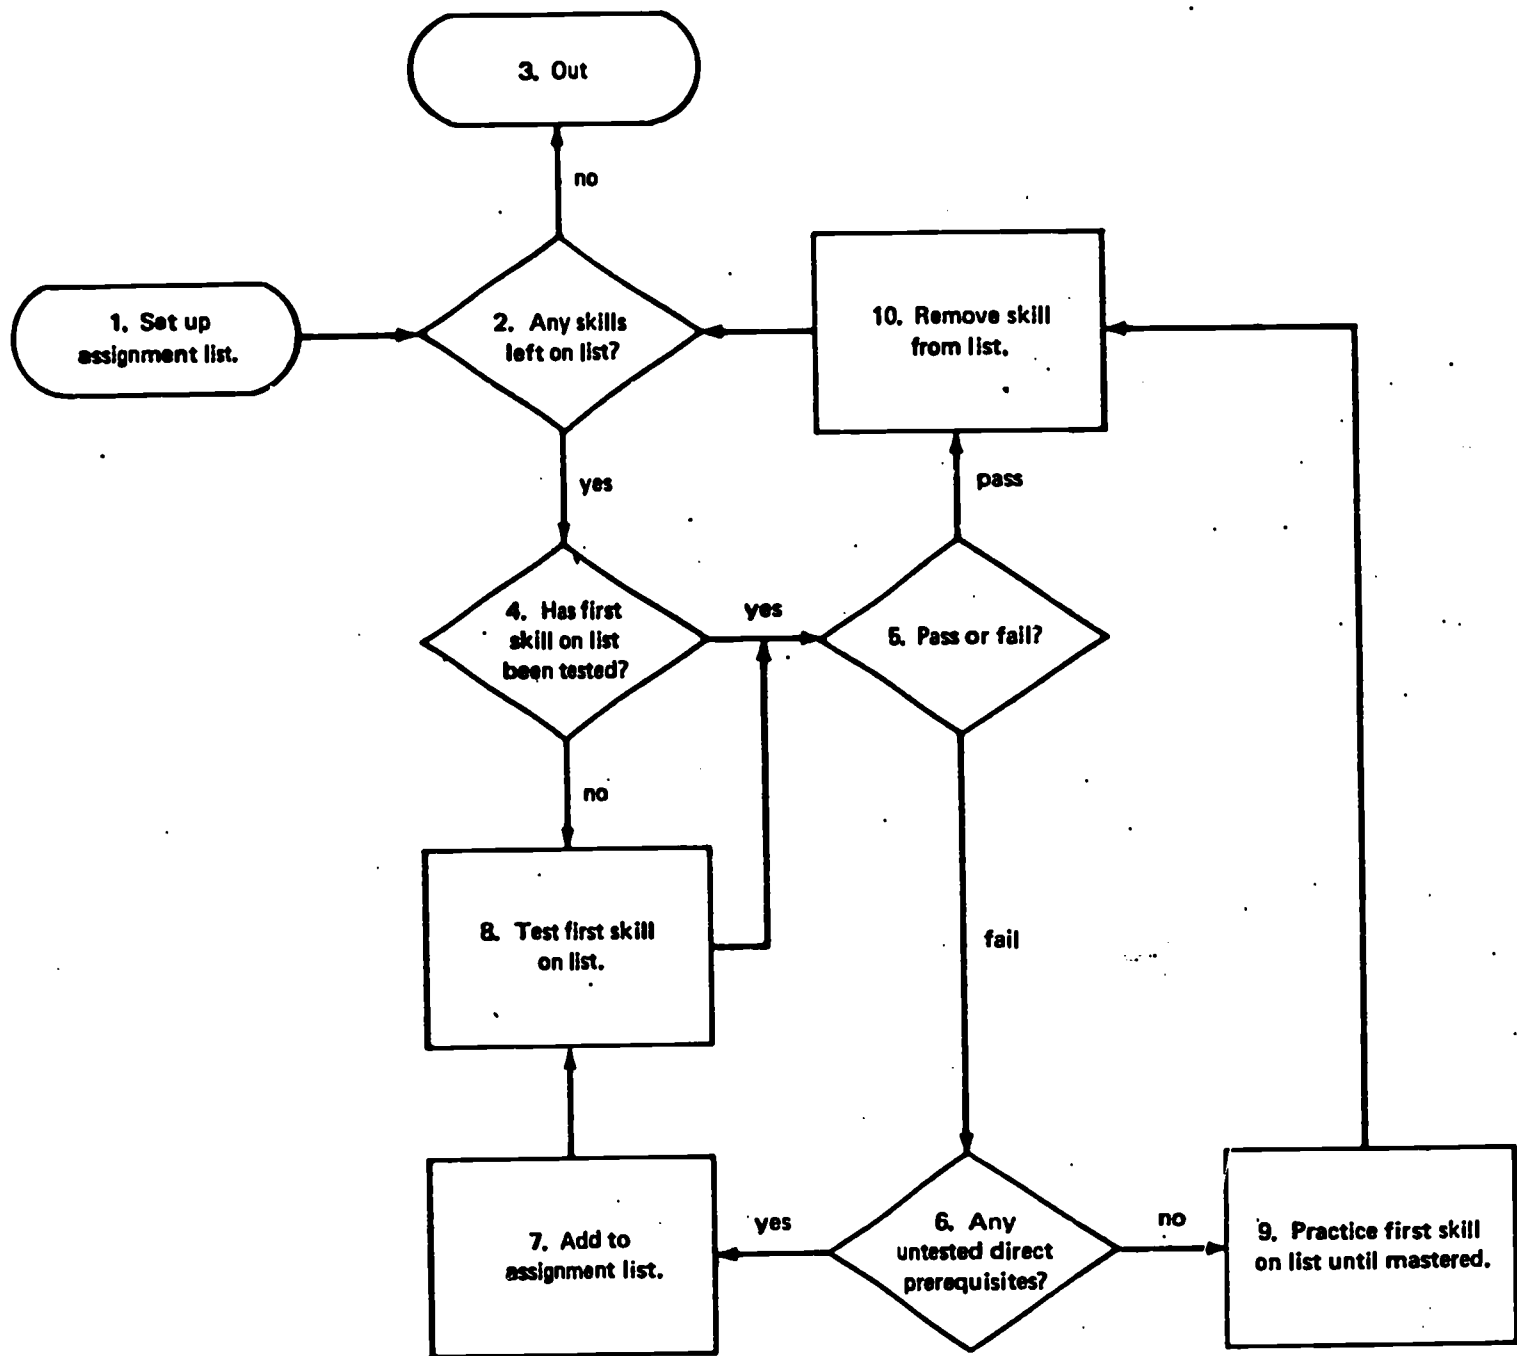 3. Out
no
1. Set up
assignment list.
2. Any skills
left on list?
10. Remove skill
from list.
yes
pass
4. Has first
skill on list
been tested?
yes
5. Pass or fail?
no
8. Test first skill
on list.
fail
7. Add to
assignment list.
yes
6. Any
untested direct
prerequisites?
no
9. Practice first skill
on list until mastered.